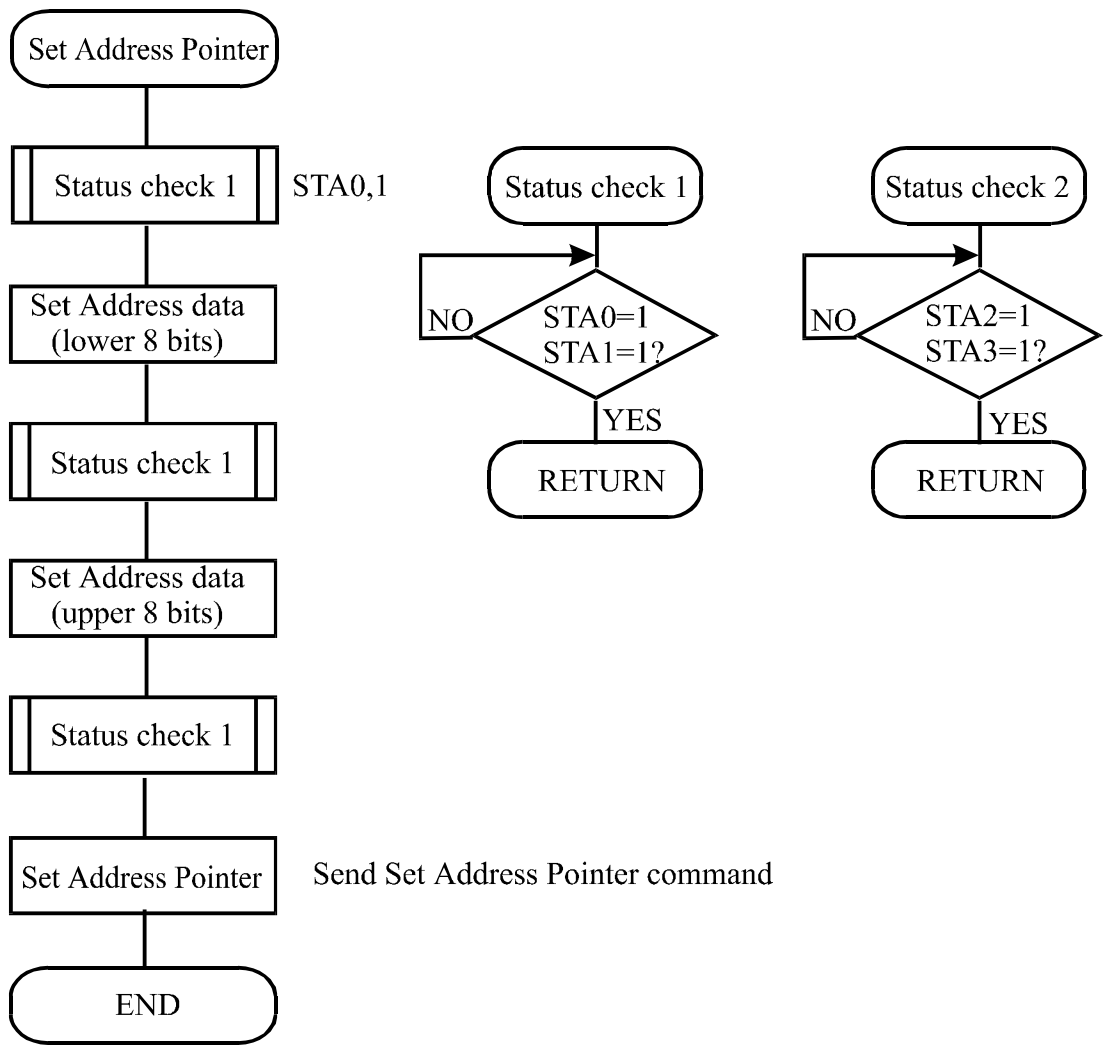 Set Address Pointer
Status check 1
STA0,1
Set Address data
(lower 8 bits)
Status check 1
Set Address data
(upper 8 bits)
Status check 1
Set Address Pointer
Send Set Address Pointer command
END
Status check 1
NO
STA0=1
STA1=1?
YES
RETURN
Status check 2
NO
STA2=1
STA3=1?
YES
RETURN